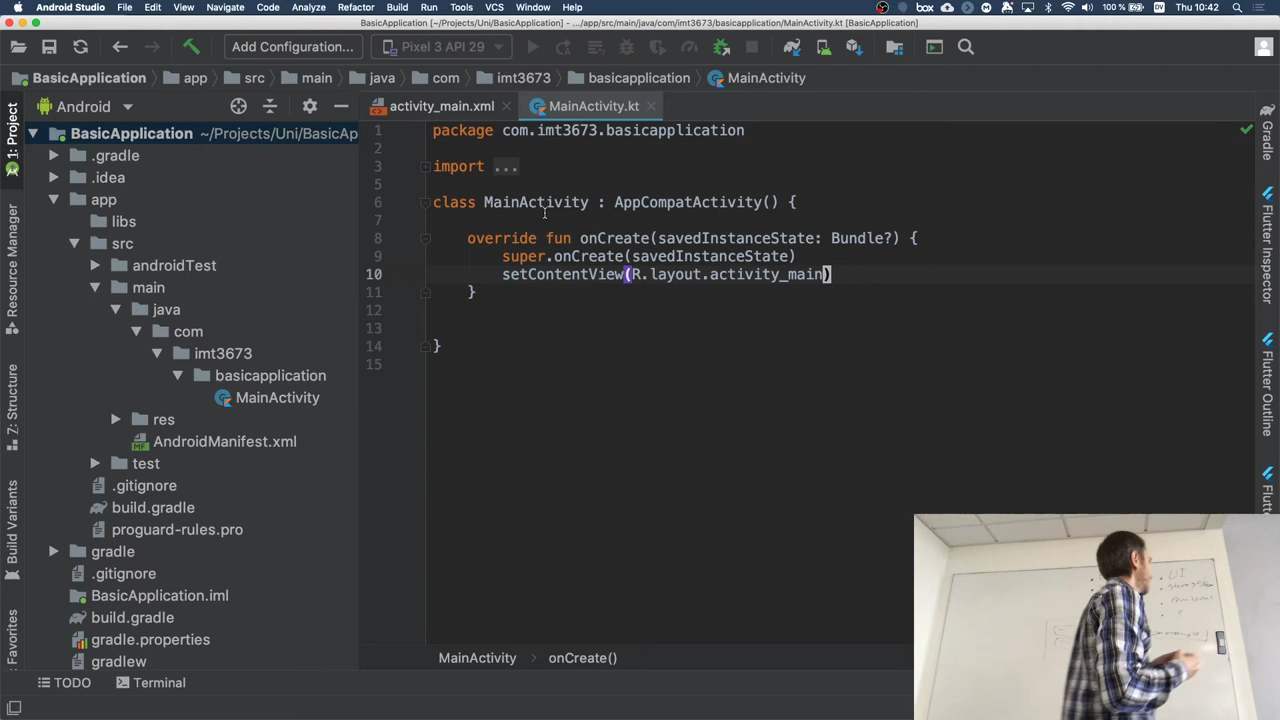 Android Studio File Edit View Navigate Code Analyze Refactor Build Run Tools VCS Window Help box 100 % DV Thu 10:42
BasicApplication [~/Projects/Uni/BasicApplication] - .../app/src/main/java/com/imt3673/basicapplication/MainActivity.kt [BasicApplication]
Add Configuration... Pixel 3 API 29
BasicApplication app src main java com imt3673 basicapplication MainActivity
1: Project
Resource Manager
Z: Structure
Build Variants
Favorites
Android
BasicApplication ~/Projects/Uni/BasicAp
.gradle
.idea
app
libs
src
androidTest
main
java
com
imt3673
basicapplication
MainActivity
res
AndroidManifest.xml
test
.gitignore
build.gradle
proguard-rules.pro
gradle
.gitignore
BasicApplication.iml
build.gradle
gradle.properties
gradlew
activity_main.xml MainActivity.kt
1 package com.imt3673.basicapplication
2
3 import ...
5
6 class MainActivity : AppCompatActivity() {
7
8 override fun onCreate(savedInstanceState: Bundle?) {
9 super.onCreate(savedInstanceState)
10 setContentView(R.layout.activity_main)
11 }
12
13
14 }
15
Gradle
Flutter Inspector
Flutter Outline
UI
MainActivity onCreate()
TODO Terminal